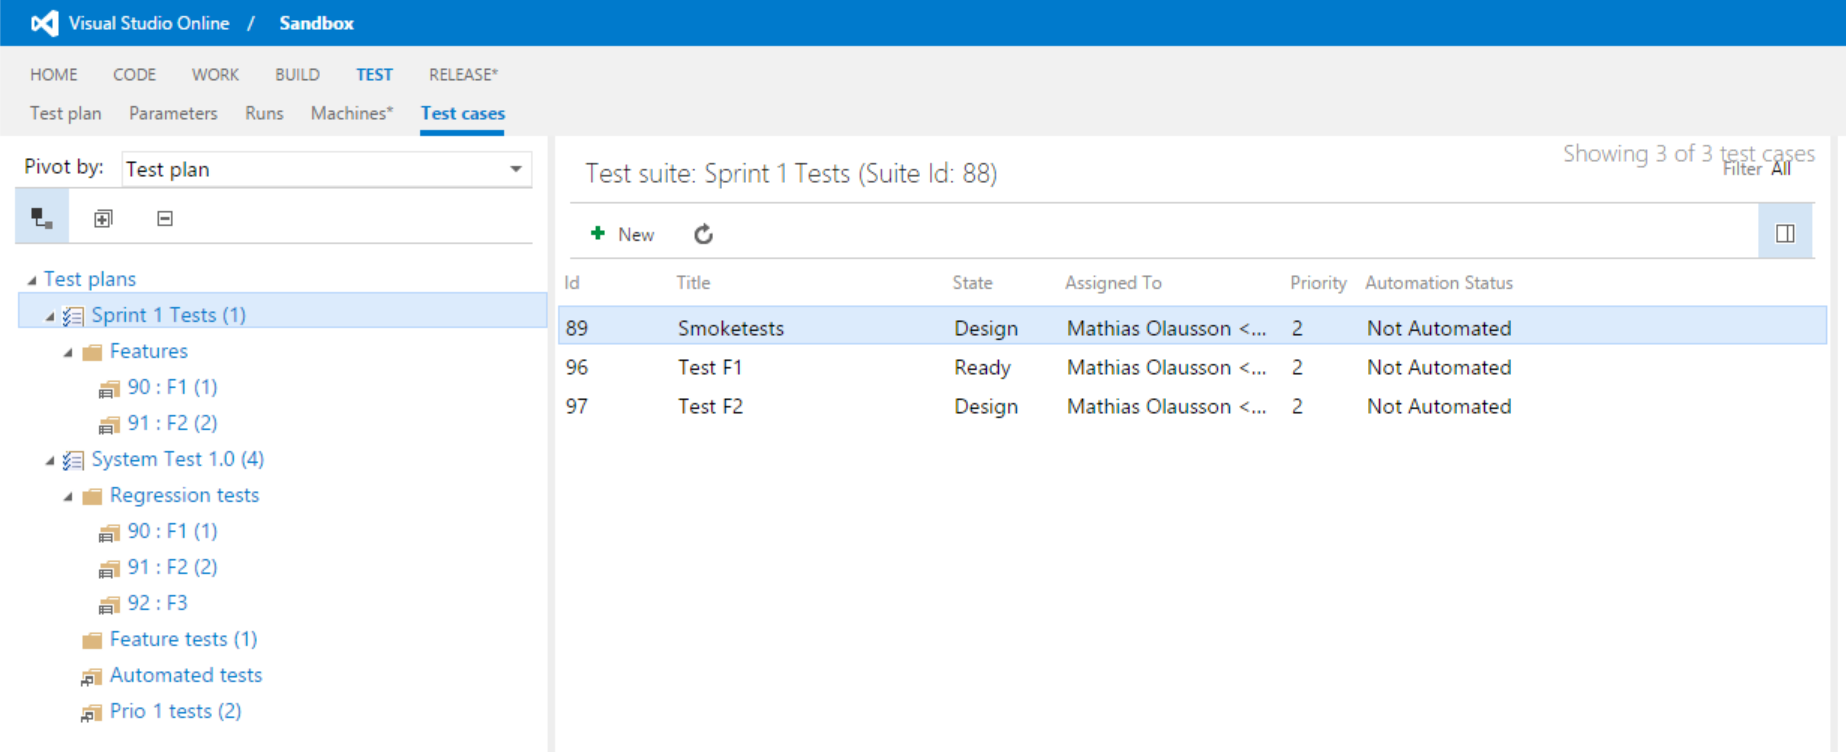 Visual Studio Online / Sandbox
HOME CODE WORK BUILD TEST RELEASE*
Test plan Parameters Runs Machines* Test cases
Pivot by: Test plan
Test plans
Sprint 1 Tests (1)
Features
90 : F1 (1)
91 : F2 (2)
System Test 1.0 (4)
Regression tests
90 : F1 (1)
91 : F2 (2)
92 : F3
Feature tests (1)
Automated tests
Prio 1 tests (2)
Showing 3 of 3 test cases
Test suite: Sprint 1 Tests (Suite Id: 88)
Filter All
New
Id Title State Assigned To Priority Automation Status
89 Smoketests Design Mathias Olausson <... 2 Not Automated
96 Test F1 Ready Mathias Olausson <... 2 Not Automated
97 Test F2 Design Mathias Olausson <... 2 Not Automated